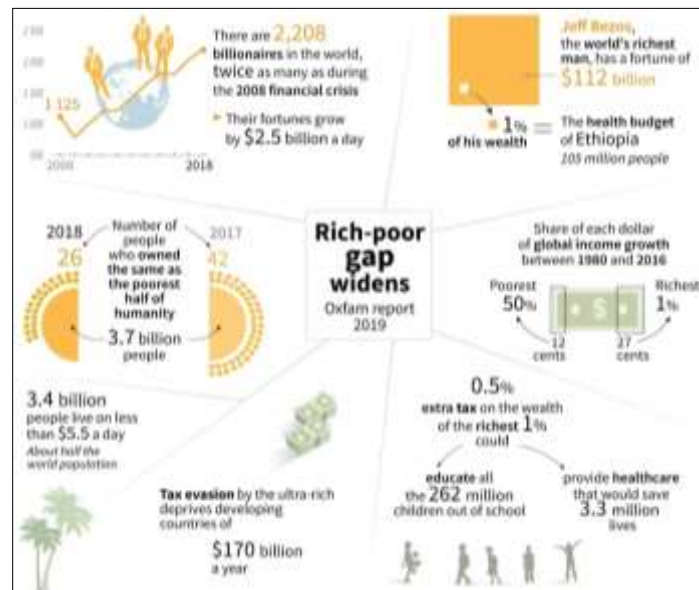 There are 2,208
billionaires in the world,
twice as many as during
the 2008 financial crisis
Their fortunes grow
by $2.5 billion a day
1 125
2008
2018
Jeff Bezos,
the world's richest
man, has a fortune of
$112 billion
1%
of his wealth
=
The health budget
of Ethiopia
105 million people
2018
26
Number of
people
who owned
the same as
the poorest
half of
humanity
3.7 billion
people
2017
42
Rich-poor
gap
widens
Oxfam report
2019
Share of each dollar
of global income growth
between 1980 and 2016
Poorest
50%
Richest
1%
$
12
cents
27
cents
3.4 billion
people live on less
than $5.5 a day
About half the
world population
Tax evasion by the ultra-rich
deprives developing
countries of
$170 billion
a year
0.5%
extra tax on the wealth
of the richest 1%
could
educate all
the 262 million
children out of school
provide healthcare
that would save
3.3 million
lives